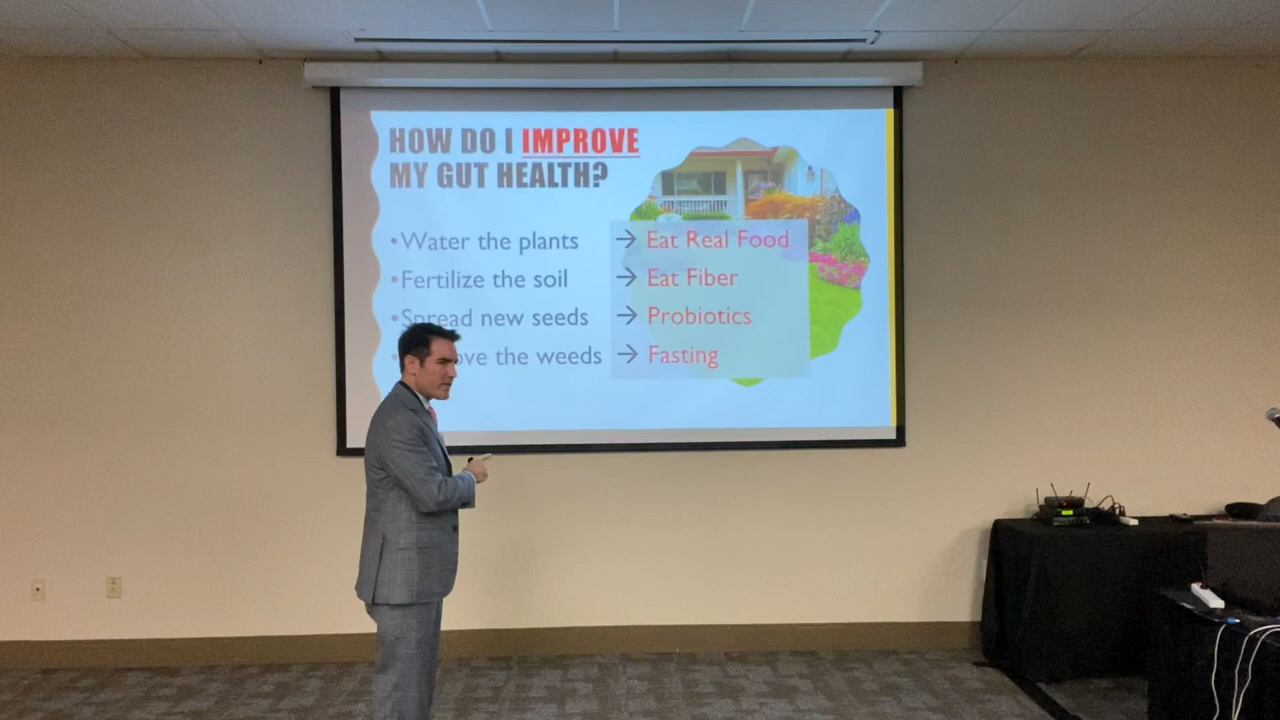 HOW DO I IMPROVE
MY GUT HEALTH?
•Water the plants → Eat Real Food
•Fertilize the soil → Eat Fiber
•Spread new seeds → Probiotics
ove the weeds → Fasting